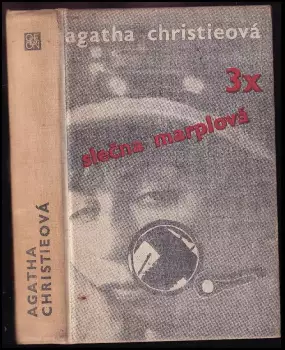 agatha christieová
3x
slečna marplová
AGATHA
CHRISTIEOVÁ